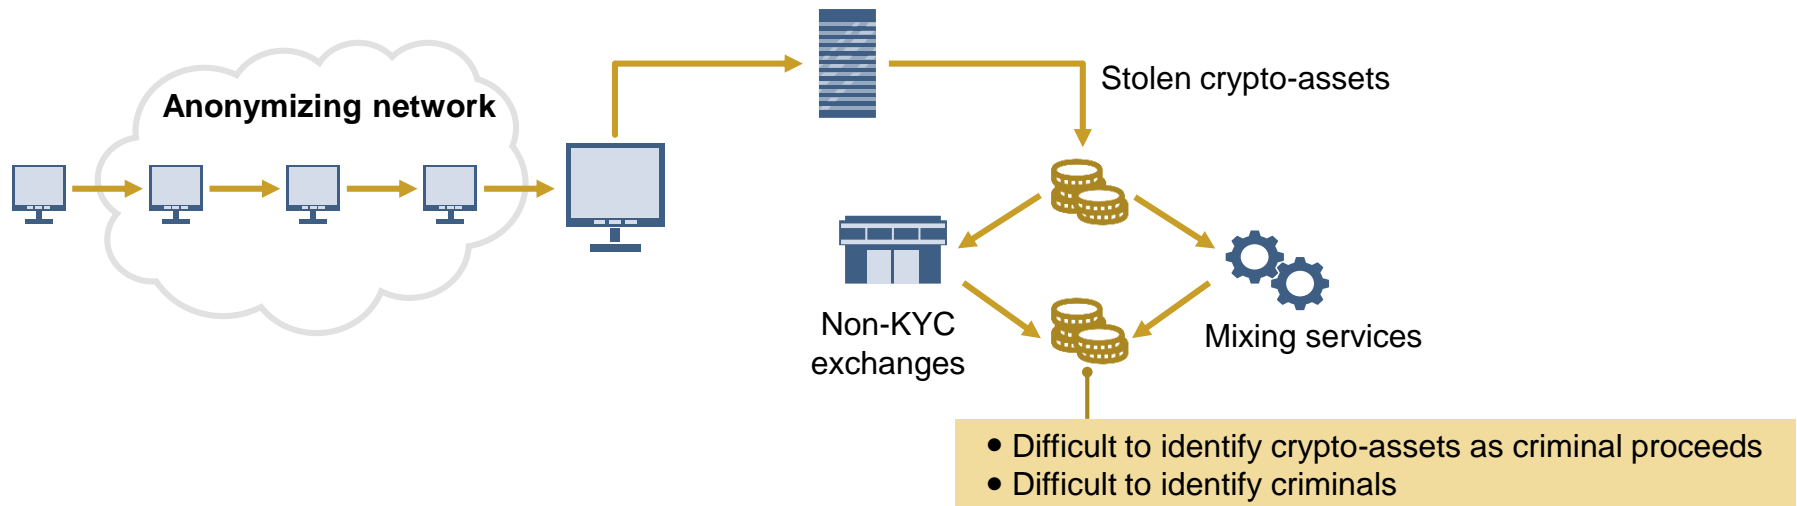 Anonymizing network
Stolen crypto-assets
Non-KYC
exchanges
Mixing services
• Difficult to identify crypto-assets as criminal proceeds
• Difficult to identify criminals